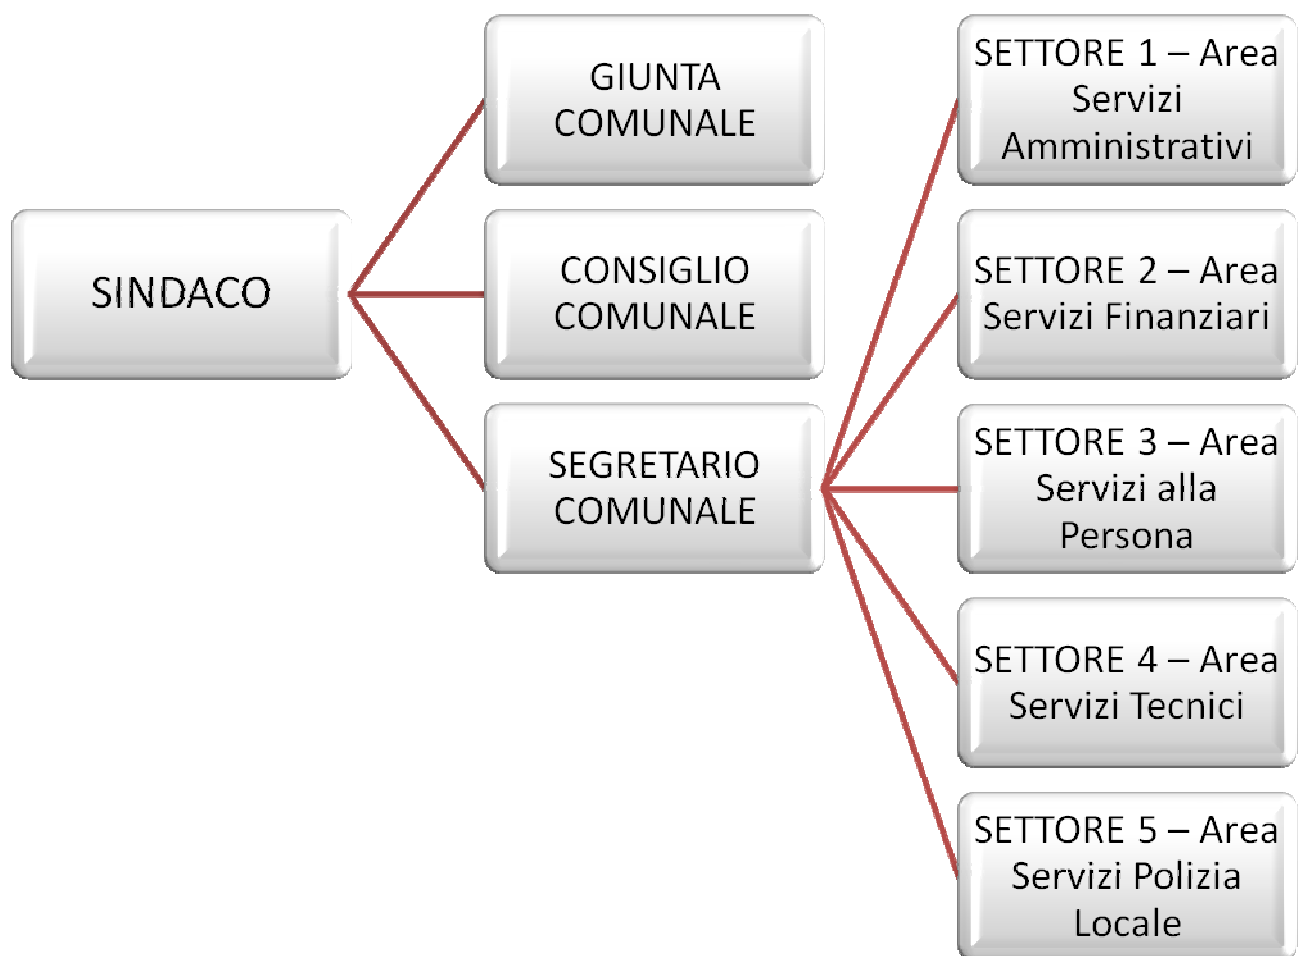 SINDACO
GIUNTA
COMUNALE
CONSIGLIO
COMUNALE
SEGRETARIO
COMUNALE
SETTORE 1 – Area
Servizi
Amministrativi
SETTORE 2 – Area
Servizi Finanziari
SETTORE 3 – Area
Servizi alla
Persona
SETTORE 4 – Area
Servizi Tecnici
SETTORE 5 – Area
Servizi Polizia
Locale